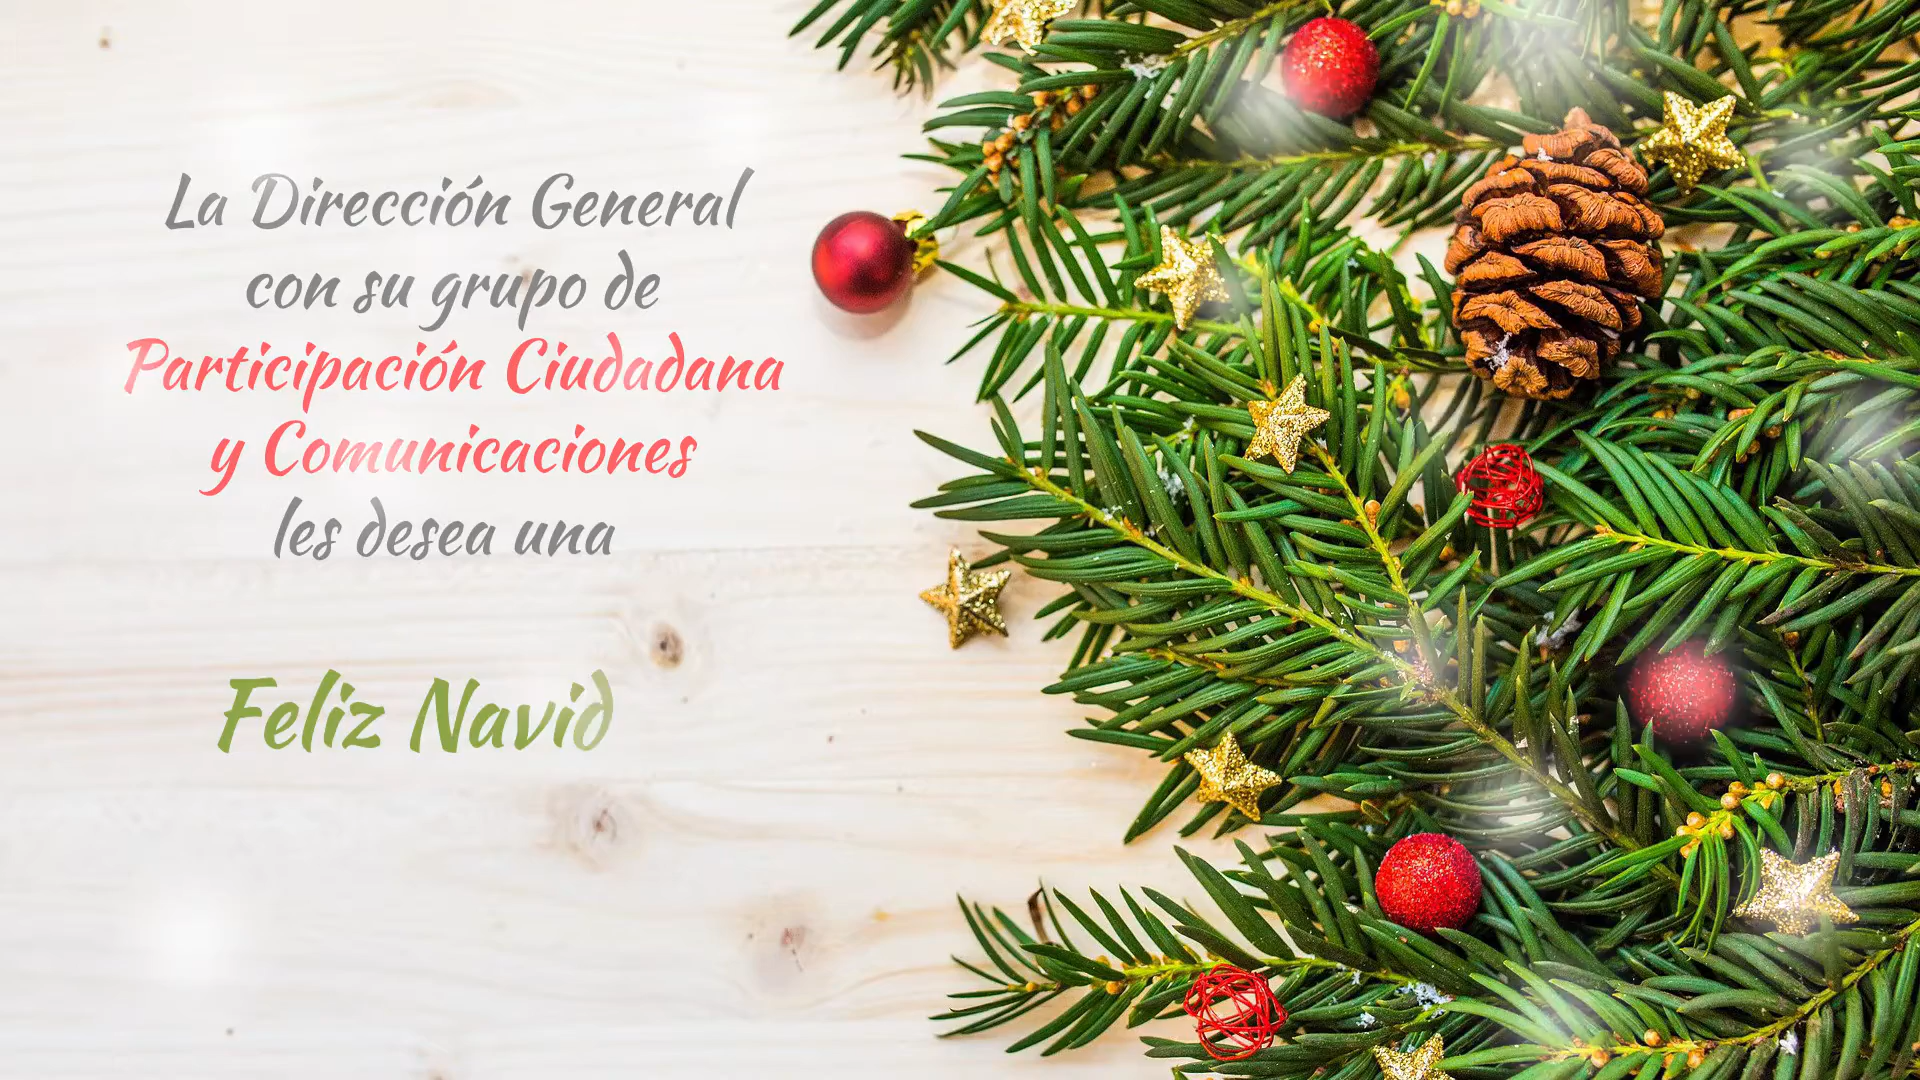 La Dirección General
con su grupo de
Participación Ciudadana
y Comunicaciones
les desea una
Feliz Navid